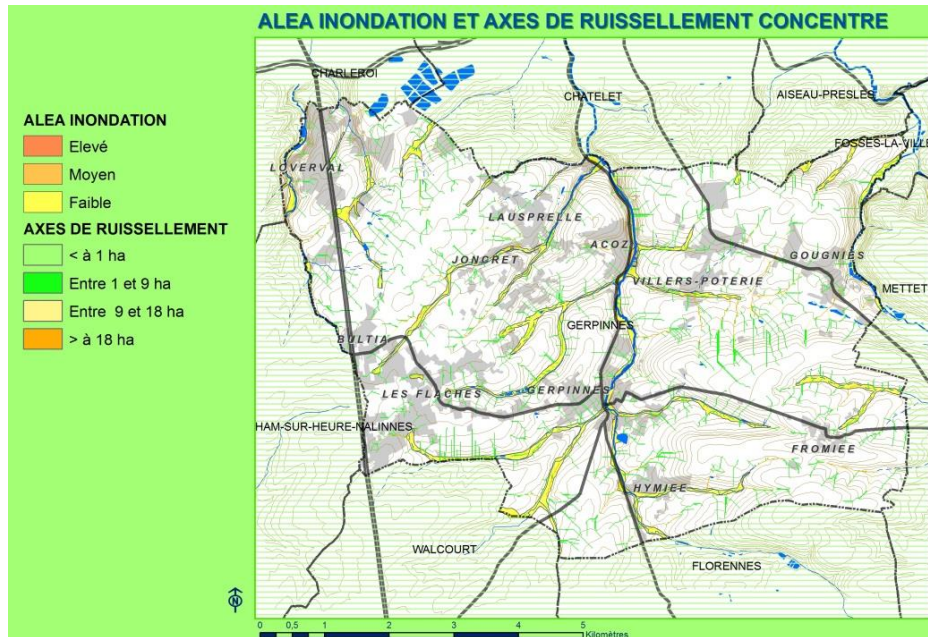 ALEA INONDATION ET AXES DE RUISSELLEMENT CONCENTRE
ALEA INONDATION
Elevé
Moyen
Faible
AXES DE RUISSELLEMENT
< à 1 ha
Entre 1 et 9 ha
Entre 9 et 18 ha
> à 18 ha
CHARLEROI
CHATELET
AISEAU-PRESLES
FOSSES-LA-VILLE
LOVERVAL
LAUSPRELLE
ACOZ
JONCRET
GOUGNIES
VILLERS-POTERIE
METTET
GERPINNES
BULTIA
LES FLACHES
GERPINNES
HAM-SUR-HEURE-NALINNES
FROMIEE
HYMIEE
WALCOURT
FLORENNES
N
0 0,5 1 2 3 4 5
Kilomètres